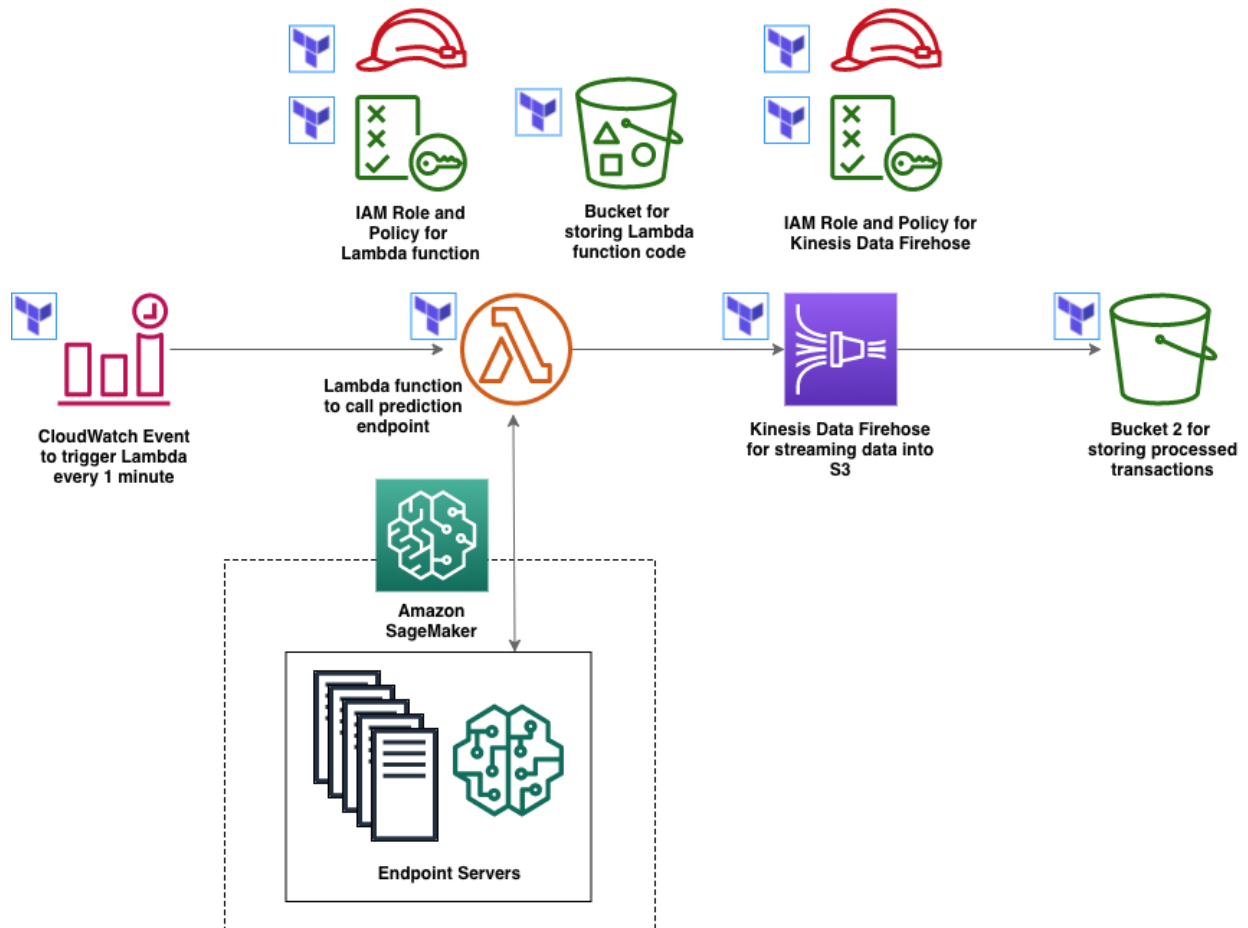 IAM Role and
Policy for
Lambda function
Bucket for
storing Lambda
function code
IAM Role and Policy for
Kinesis Data Firehose
CloudWatch Event
to trigger Lambda
every 1 minute
Lambda function
to call prediction
endpoint
Kinesis Data Firehose
for streaming data into
S3
Bucket 2 for
storing processed
transactions
Amazon
SageMaker
Endpoint Servers